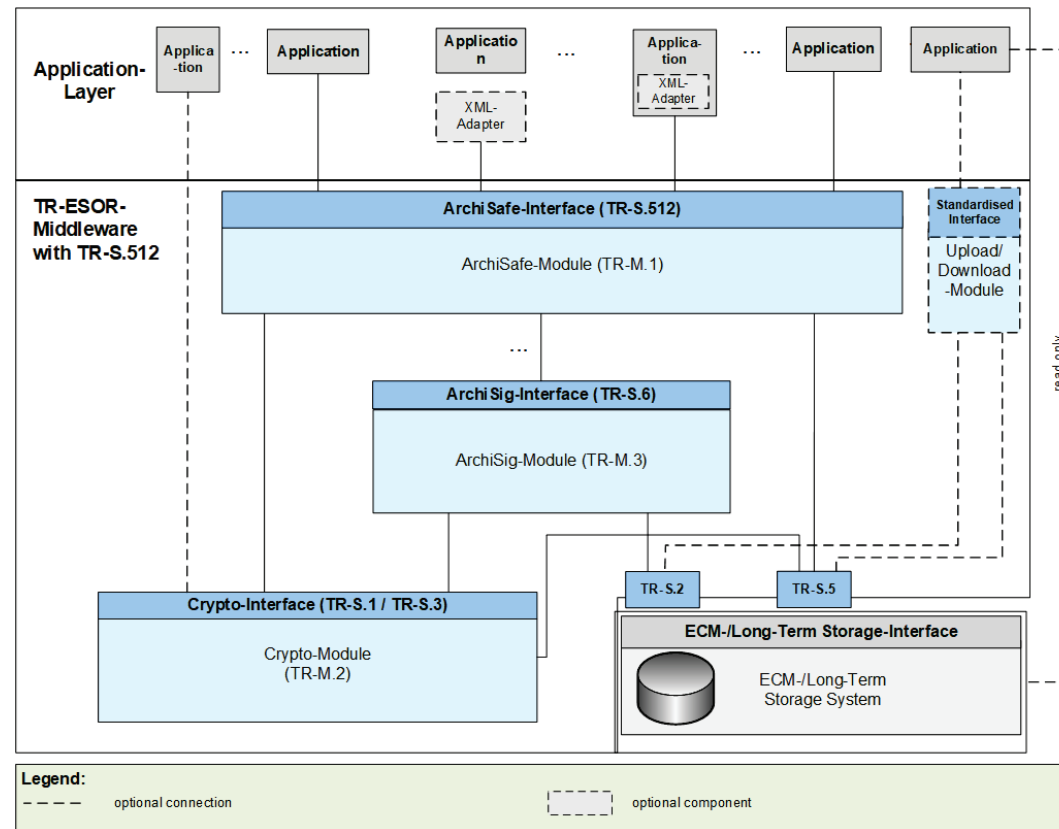 Applica
-tion
...
Application
Applicatio
n
...
Applica-
tion
...
Application
Application
Application-
Layer
XML-
Adapter
XML-
Adapter
TR-ESOR-
Middleware
with TR-S.512
ArchiSafe-Interface (TR-S.512)
ArchiSafe-Module (TR-M.1)
Standardised
Interface
Upload/
Download
-Module
read only
...
ArchiSig-Interface (TR-S.6)
ArchiSig-Module (TR-M.3)
TR-S.2
TR-S.5
Crypto-Interface (TR-S.1 / TR-S.3)
Crypto-Module
(TR-M.2)
ECM-/Long-Term Storage-Interface
ECM-/Long-Term
Storage System
Legend:
optional connection
optional component